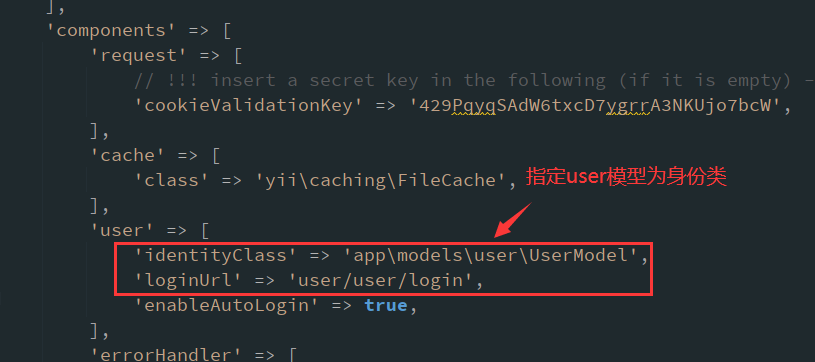 ],
'components' => [
'request' => [
// !!! insert a secret key in the following (if it is empty) -
'cookieValidationKey' => '429PqyqSAdW6txcD7ygrrA3NKUjo7bcW',
],
'cache' => [
'class' => 'yii\caching\FileCache',
指定user模型为身份类
],
'user' => [
'identityClass' => 'app\models\user\UserModel',
'loginUrl' => 'user/user/login',
'enableAutoLogin' => true,
],
'errorHandler' => [